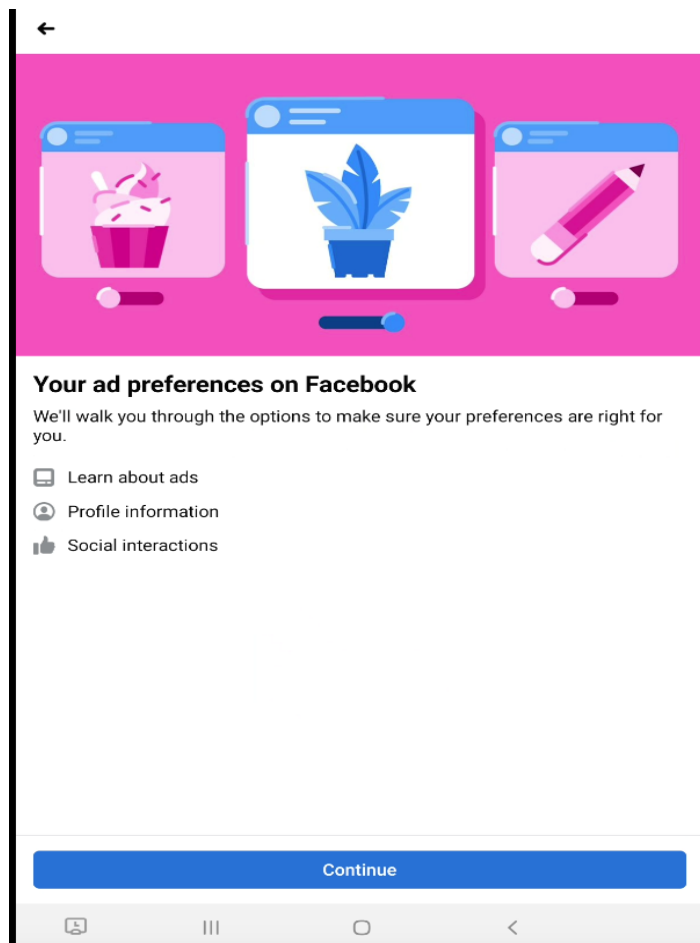 Your ad preferences on Facebook
We'll walk you through the options to make sure your preferences are right for
you.
Learn about ads
Profile information
Social interactions
Continue